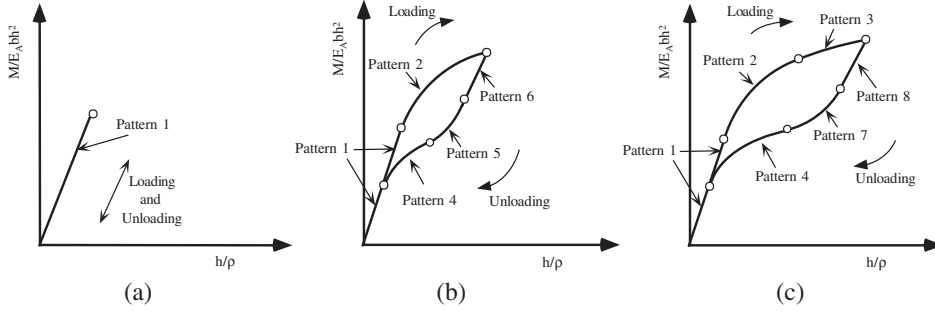 M/E_A bh²
Pattern 1
Loading
and
Unloading
h/ρ
(a)
M/E_A bh²
Loading
Pattern 2
Pattern 6
Pattern 1
Pattern 5
Pattern 4
Unloading
h/ρ
(b)
M/E_A bh²
Loading
Pattern 3
Pattern 2
Pattern 8
Pattern 1
Pattern 7
Pattern 4
Unloading
h/ρ
(c)